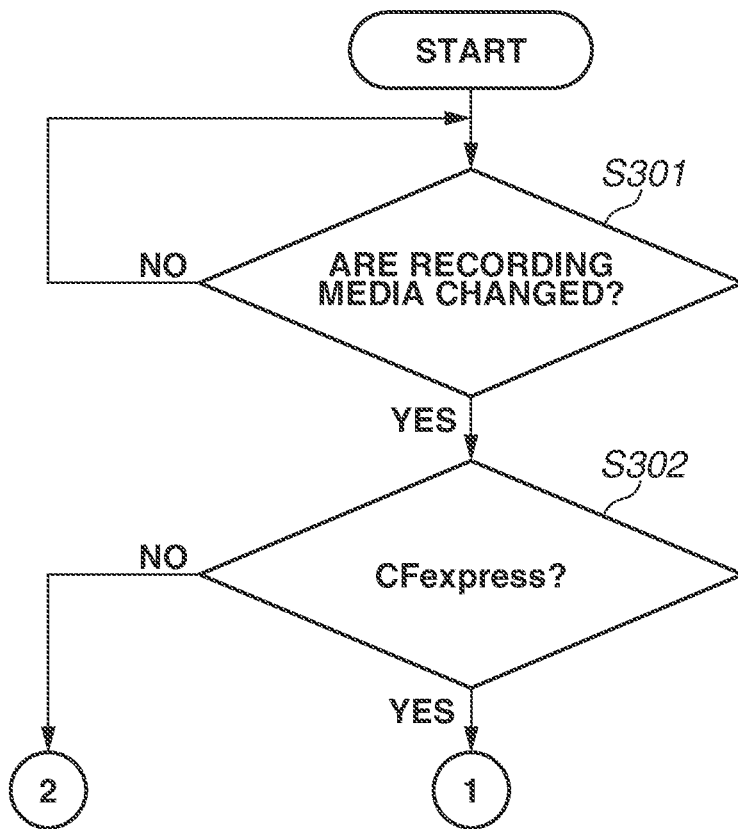 START
S301
NO
ARE RECORDING
MEDIA CHANGED?
YES
S302
NO
CFexpress?
YES
2
1